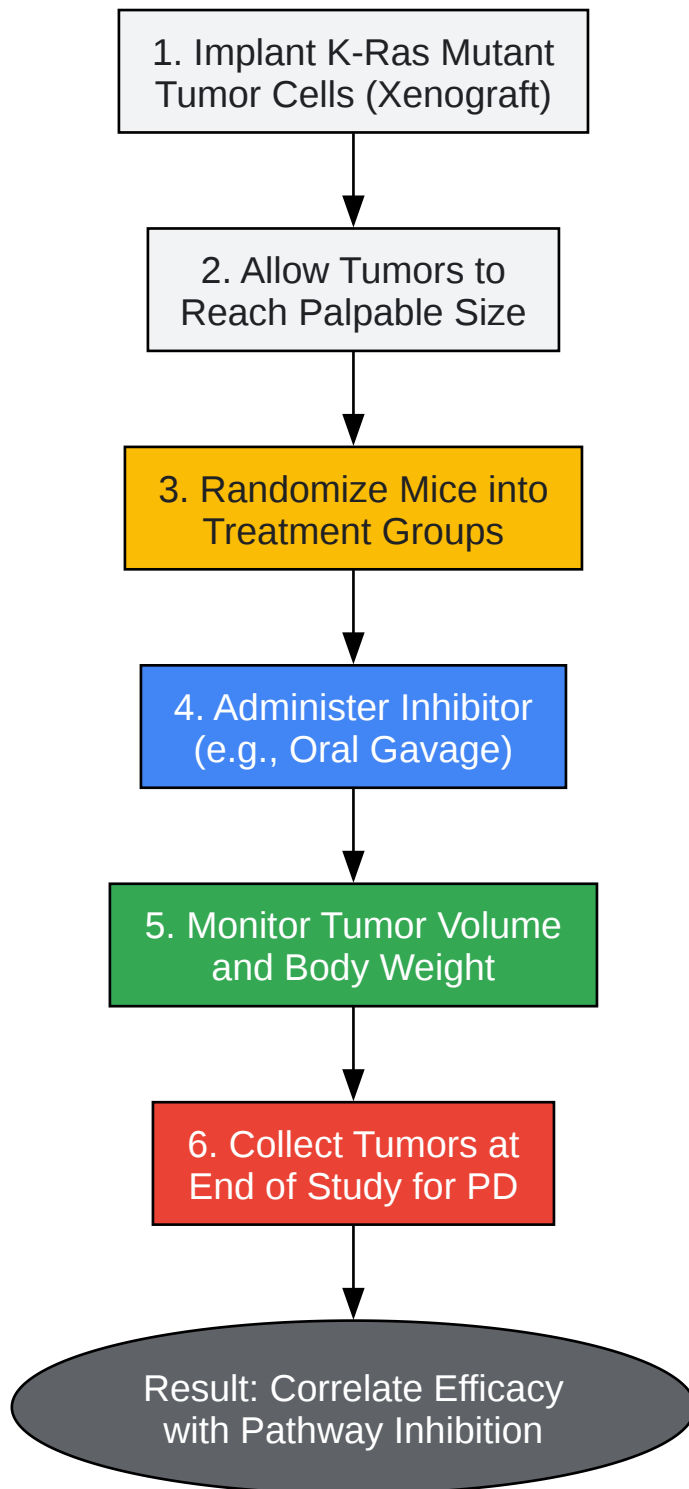 1. Implant K-Ras Mutant
Tumor Cells (Xenograft)
2. Allow Tumors to
Reach Palpable Size
3. Randomize Mice into
Treatment Groups
4. Administer Inhibitor
(e.g., Oral Gavage)
5. Monitor Tumor Volume
and Body Weight
6. Collect Tumors at
End of Study for PD
Result: Correlate Efficacy
with Pathway Inhibition